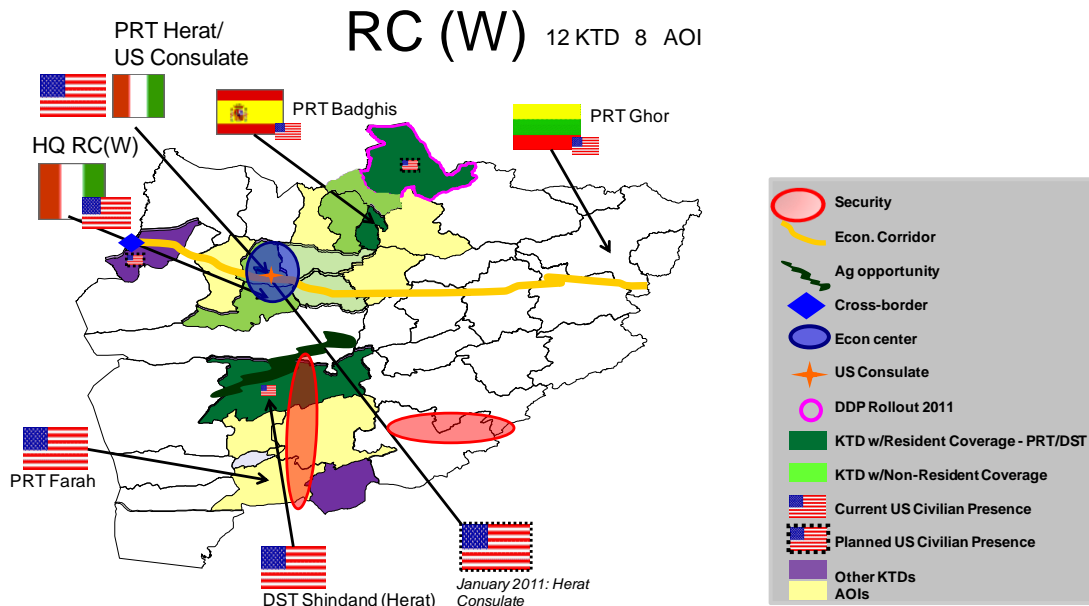 RC (W) 12 KTD 8 AOI
PRT Herat/
US Consulate
PRT Badghis
PRT Ghor
HQ RC(W)
PRT Farah
DST Shindand (Herat)
January 2011: Herat
Consulate
Security
Econ. Corridor
Ag opportunity
Cross-border
Econ center
US Consulate
DDP Rollout 2011
KTD w/Resident Coverage - PRT/DST
KTD w/Non-Resident Coverage
Current US Civilian Presence
Planned US Civilian Presence
Other KTDs
AOIs